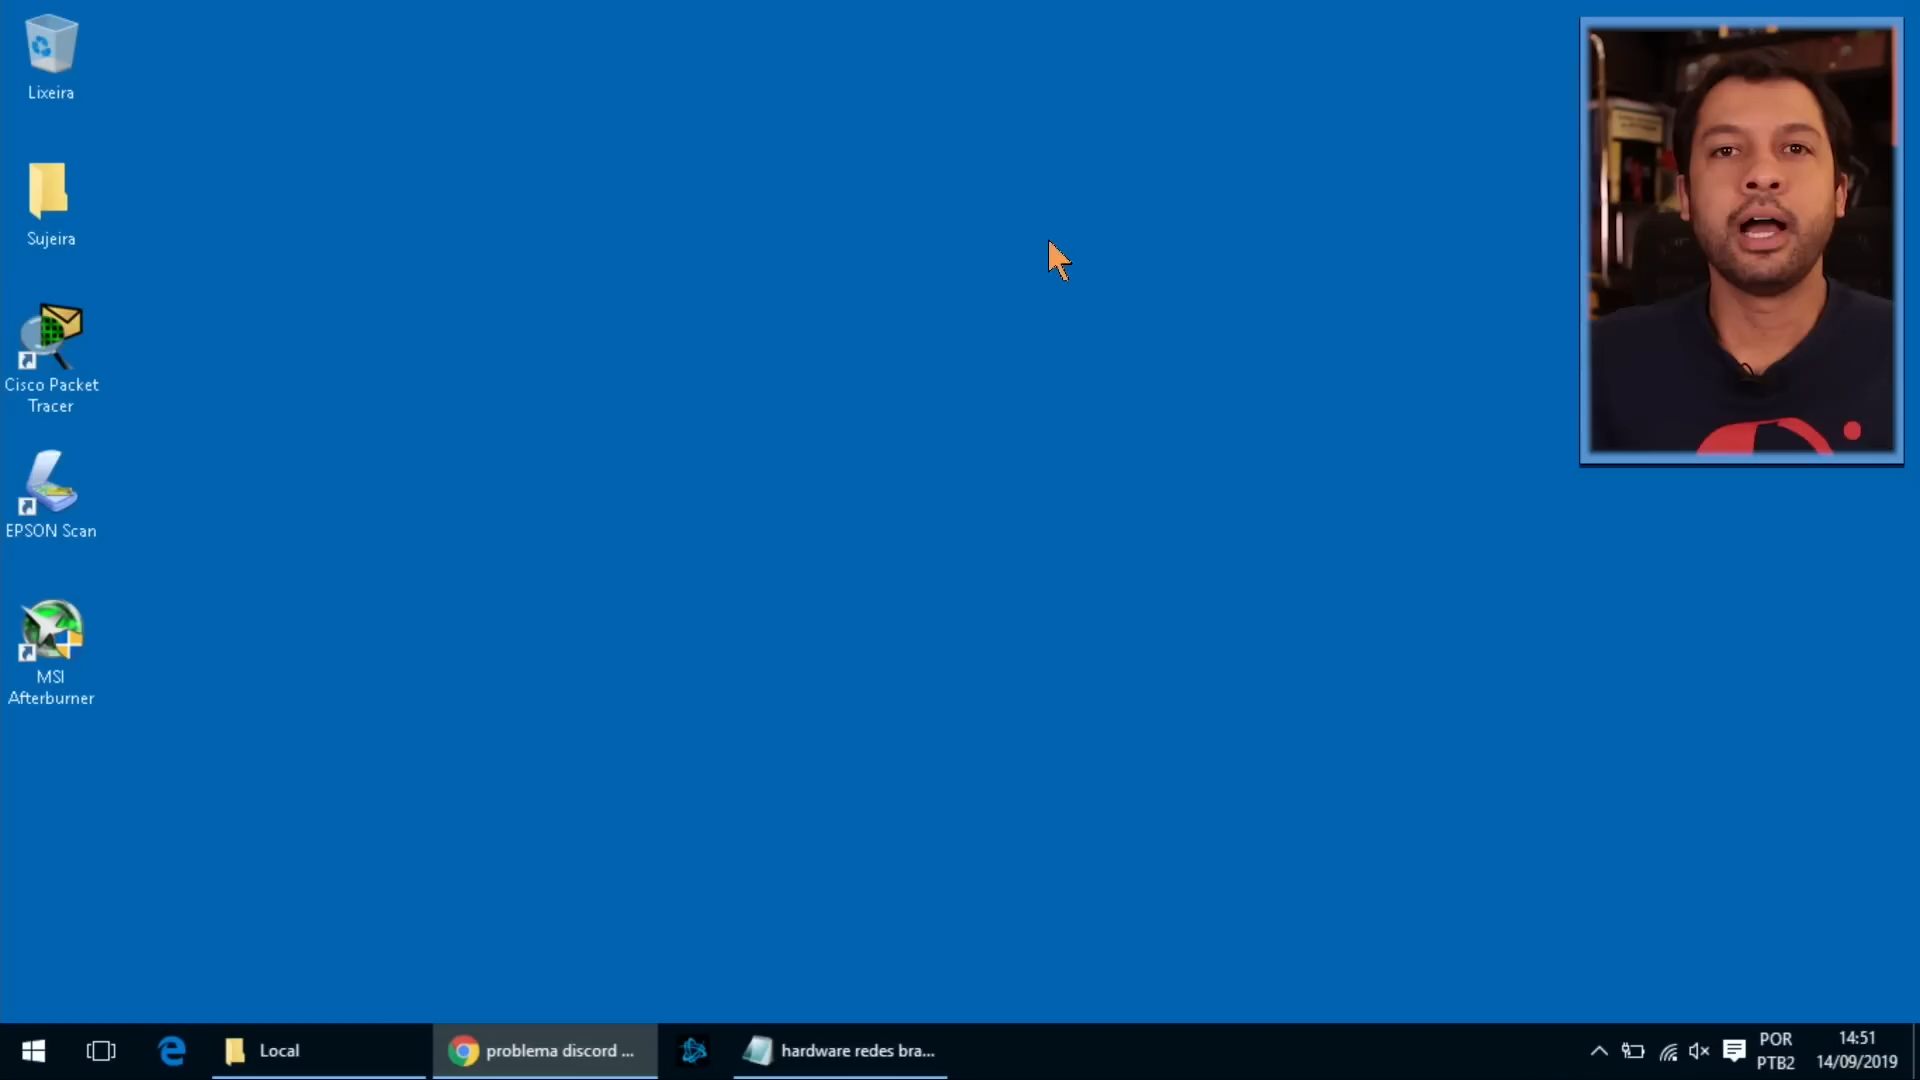 Lixeira
Sujeira
Cisco Packet
Tracer
EPSON Scan
MSI
Afterburner
Local
problema discord ...
hardware redes bra...
POR
PTB2
14:51
14/09/2019